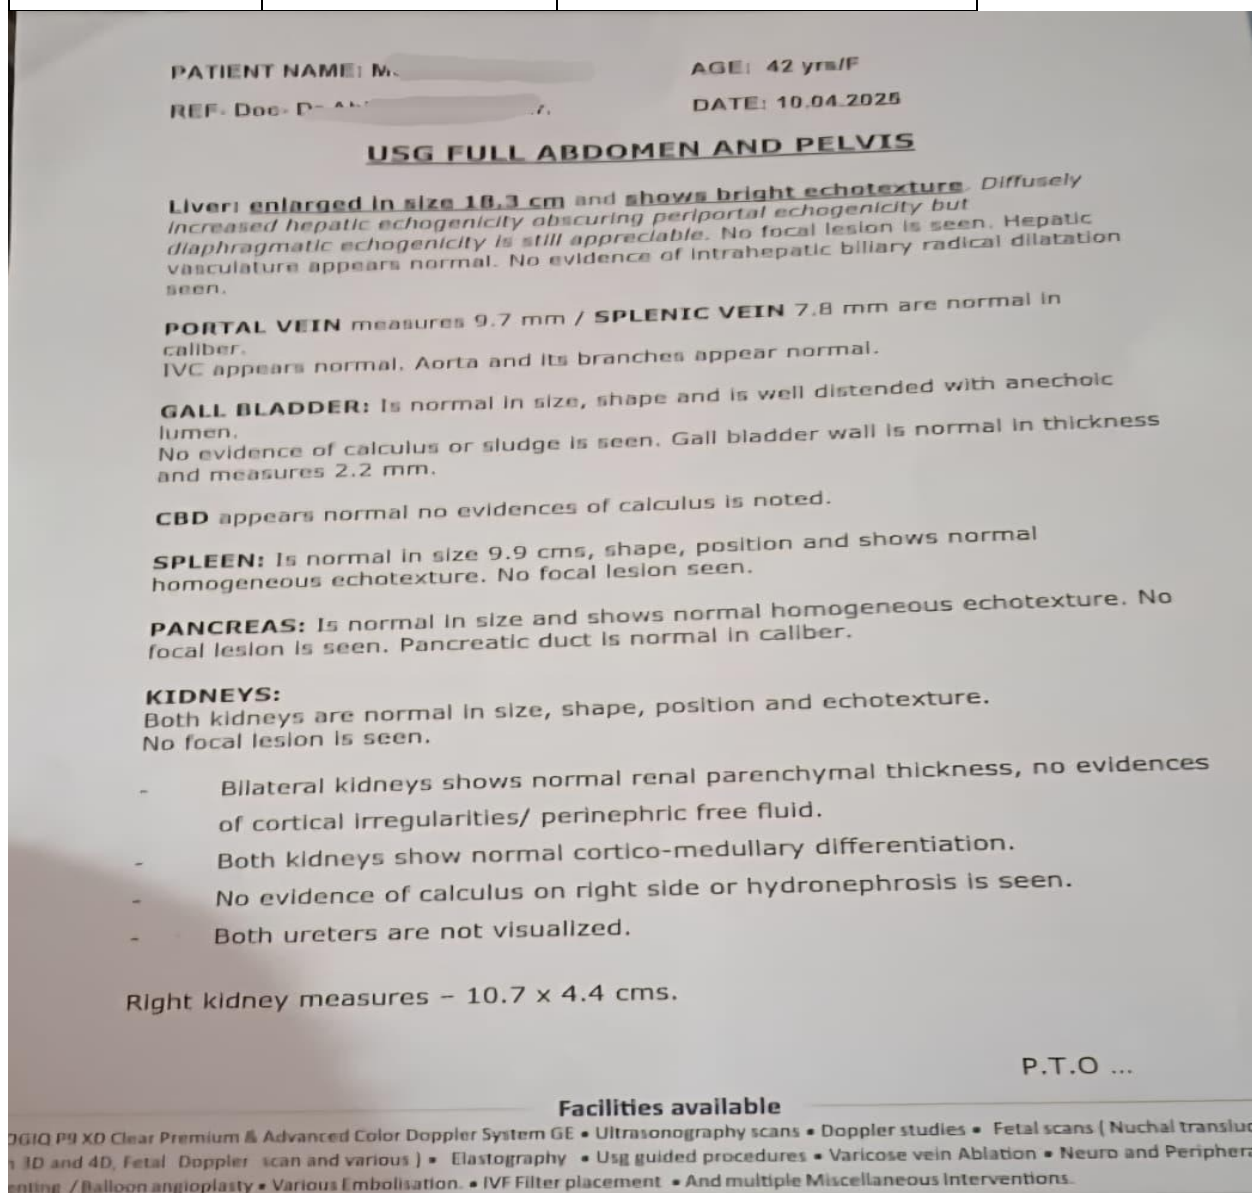 PATIENT NAME: M.
AGE: 42 yrs/F
REF. Doc- D
DATE: 10.04.2025
USG FULL ABDOMEN AND PELVIS
Liver: enlarged in size 18.3 cm and shows bright echotexture. Diffusely
increased hepatic echogenicity obscuring periportal echogenicity but
diaphragmatic echogenicity is still appreciable. No focal lesion is seen. Hepatic
vasculature appears normal. No evidence of intrahepatic biliary radical dilatation
seen.
PORTAL VEIN measures 9.7 mm / SPLENIC VEIN 7.8 mm are normal in
caliber.
IVC appears normal. Aorta and its branches appear normal.
GALL BLADDER: Is normal in size, shape and is well distended with anechoic
lumen.
No evidence of calculus or sludge is seen. Gall bladder wall is normal in thickness
and measures 2.2 mm.
CBD appears normal no evidences of calculus is noted.
SPLEEN: Is normal in size 9.9 cms, shape, position and shows normal
homogeneous echotexture. No focal lesion seen.
PANCREAS: Is normal in size and shows normal homogeneous echotexture. No
focal lesion is seen. Pancreatic duct is normal in caliber.
KIDNEYS:
Both kidneys are normal in size, shape, position and echotexture.
No focal lesion is seen.
- Bilateral kidneys shows normal renal parenchymal thickness, no evidences
of cortical irregularities/ perinephric free fluid.
- Both kidneys show normal cortico-medullary differentiation.
- No evidence of calculus on right side or hydronephrosis is seen.
- Both ureters are not visualized.
Right kidney measures – 10.7 x 4.4 cms.
P.T.O ...
Facilities available
OGIQ P9 XD Clear Premium & Advanced Color Doppler System GE • Ultrasonography scans • Doppler studies • Fetal scans ( Nuchal transluc
3D and 4D, Fetal Doppler scan and various ) • Elastography • Usg guided procedures • Varicose vein Ablation • Neuro and Periphera
enting / Balloon angioplasty • Various Embolisation. • IVF Filter placement • And multiple Miscellaneous Interventions.